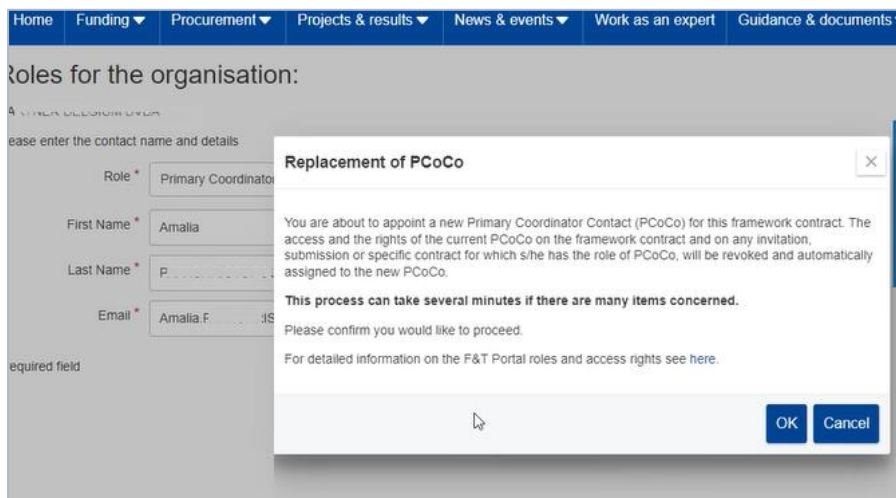 Home Funding Procurement Projects & results News & events Work as an expert Guidance & documents
Roles for the organisation:
ease enter the contact name and details
Role * Primary Coordinator
First Name * Amalia
Last Name * P
Email * Amalia.
equired field
Replacement of PCoCo
You are about to appoint a new Primary Coordinator Contact (PCoCo) for this framework contract. The
access and the rights of the current PCoCo on the framework contract and on any invitation,
submission or specific contract for which s/he has the role of PCoCo, will be revoked and automatically
assigned to the new PCoCo.
This process can take several minutes if there are many items concerned.
Please confirm you would like to proceed.
For detailed information on the F&T Portal roles and access rights see here.
OK Cancel